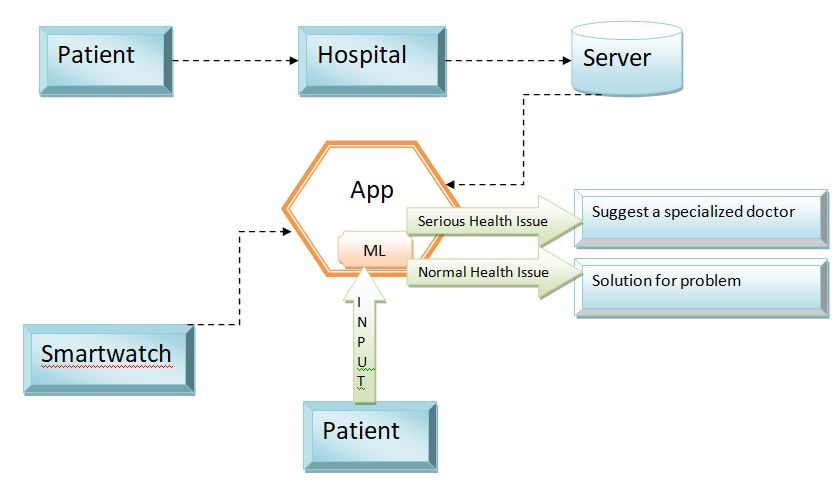 Patient
Hospital
Server
App
Serious Health Issue
Suggest a specialized doctor
ML
Normal Health Issue
Solution for problem
INPUT
Smartwatch
Patient